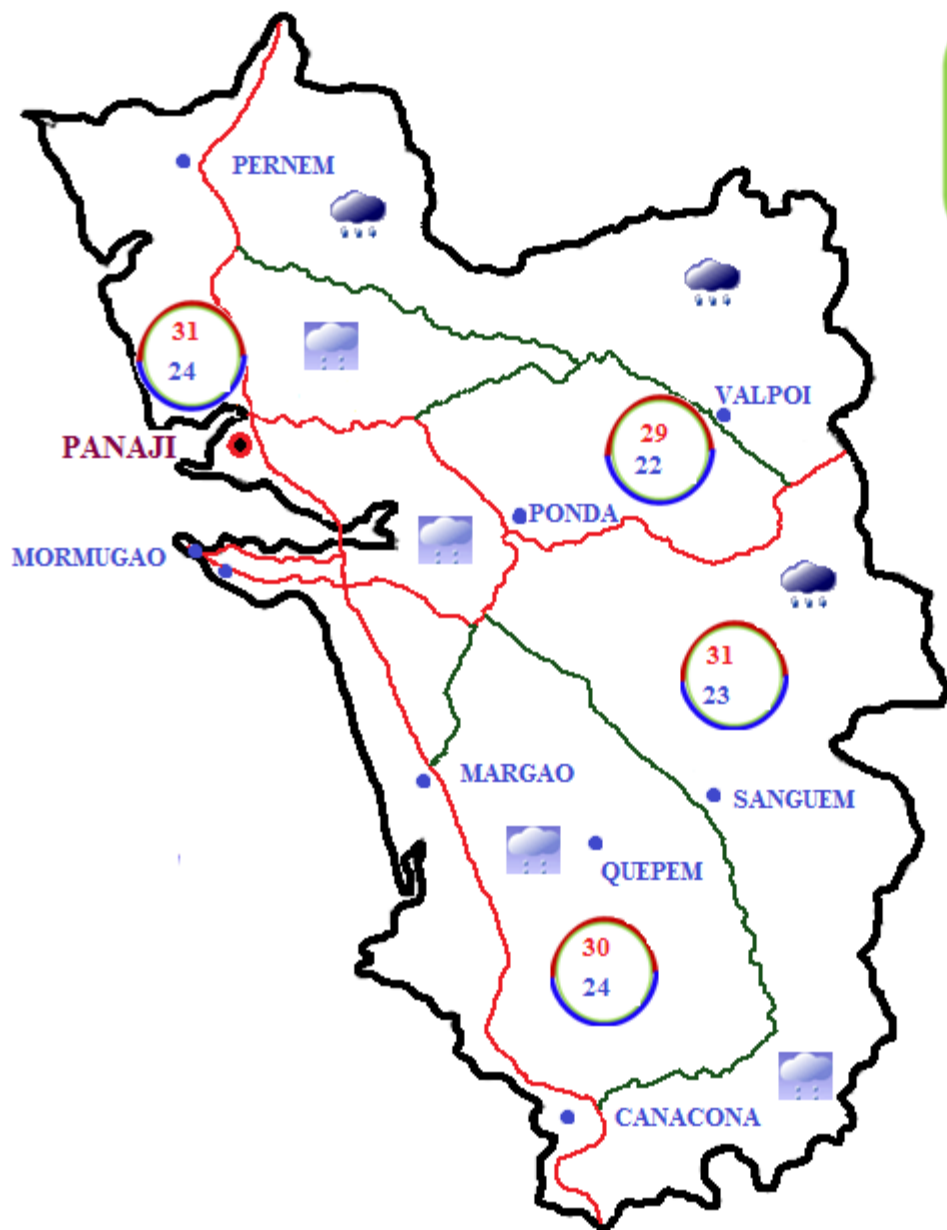 PERNEM
31
24
VALPOI
PANAJI
29
22
PONDA
MORMUGAO
31
23
MARGAO
SANGUEM
QUEPEM
30
24
CANACONA